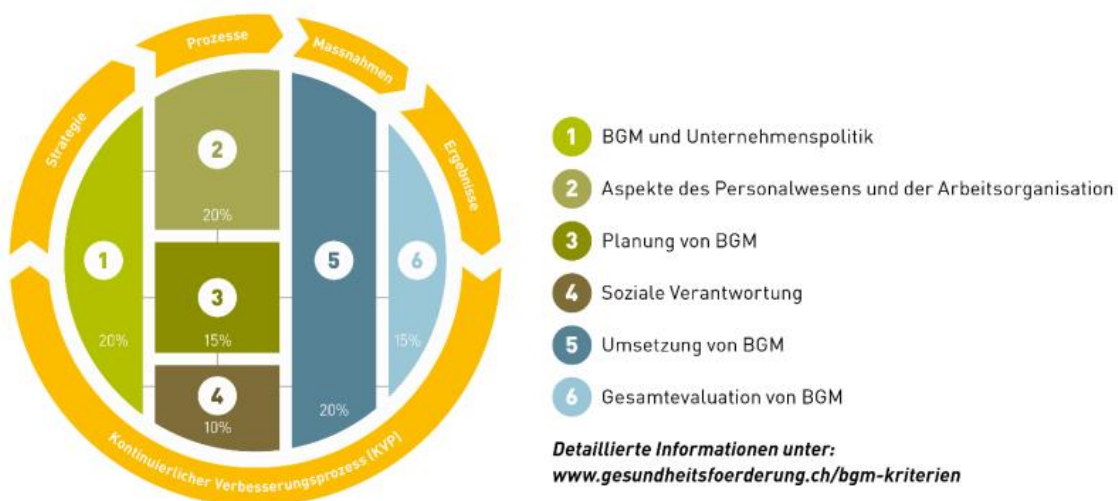 Strategie
Prozesse
Massnahmen
Ergebnisse
Kontinuierlicher Verbesserungsprozess (KVP)
1
20%
2
20%
3
15%
4
10%
5
20%
6
15%
1 BGM und Unternehmenspolitik
2 Aspekte des Personalwesens und der Arbeitsorganisation
3 Planung von BGM
4 Soziale Verantwortung
5 Umsetzung von BGM
6 Gesamtevaluation von BGM
Detaillierte Informationen unter:
www.gesundheitsfoerderung.ch/bgm-kriterien